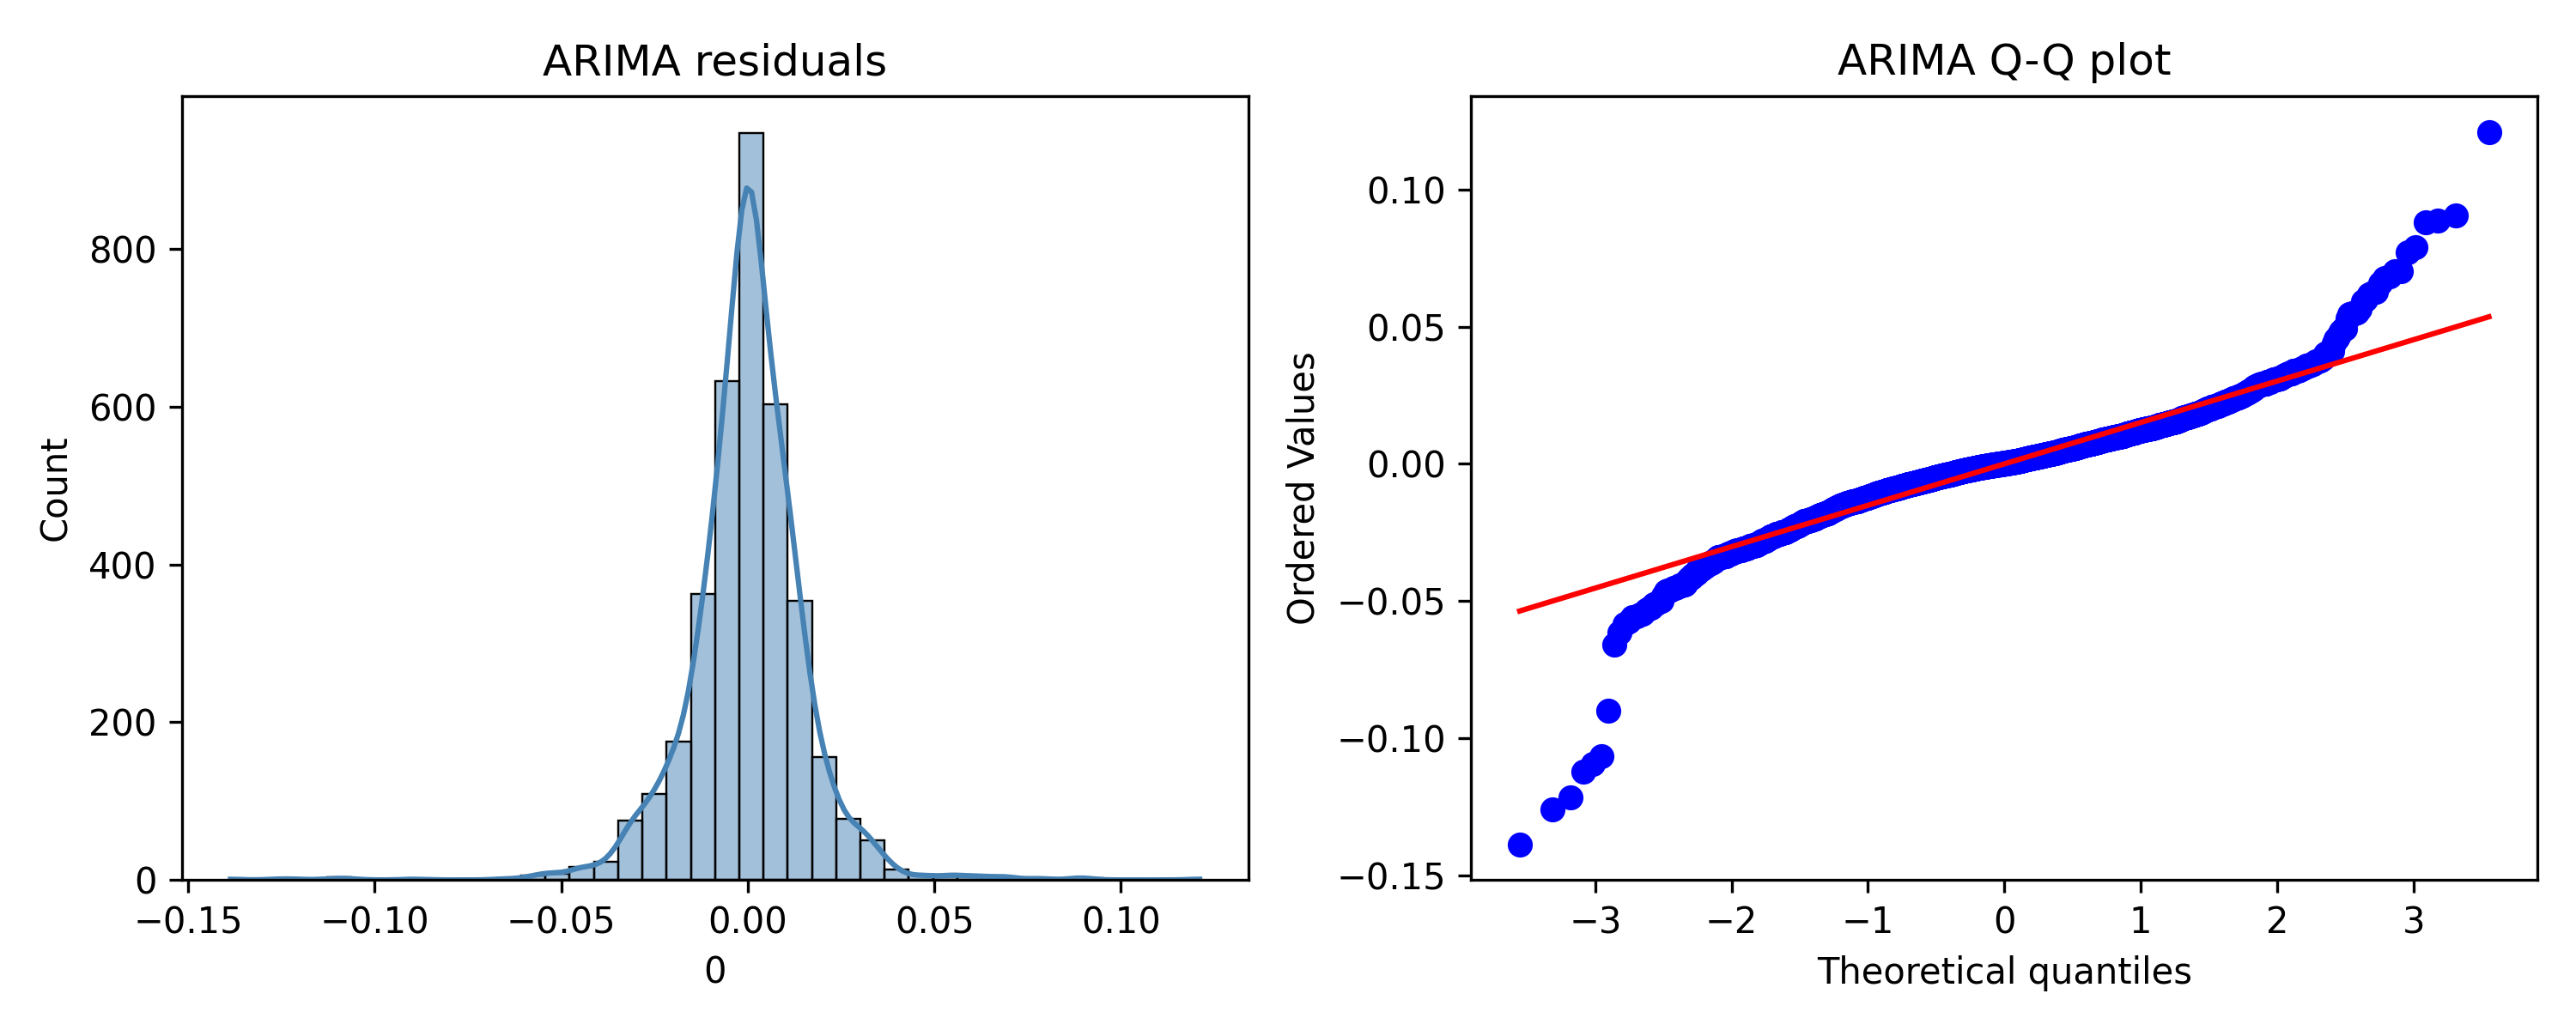 ARIMA residuals
Count
800
600
400
200
0
−0.15 −0.10 −0.05 0.00 0.05 0.10
0
ARIMA Q-Q plot
Ordered Values
0.10
0.05
0.00
−0.05
−0.10
−0.15
−3 −2 −1 0 1 2 3
Theoretical quantiles